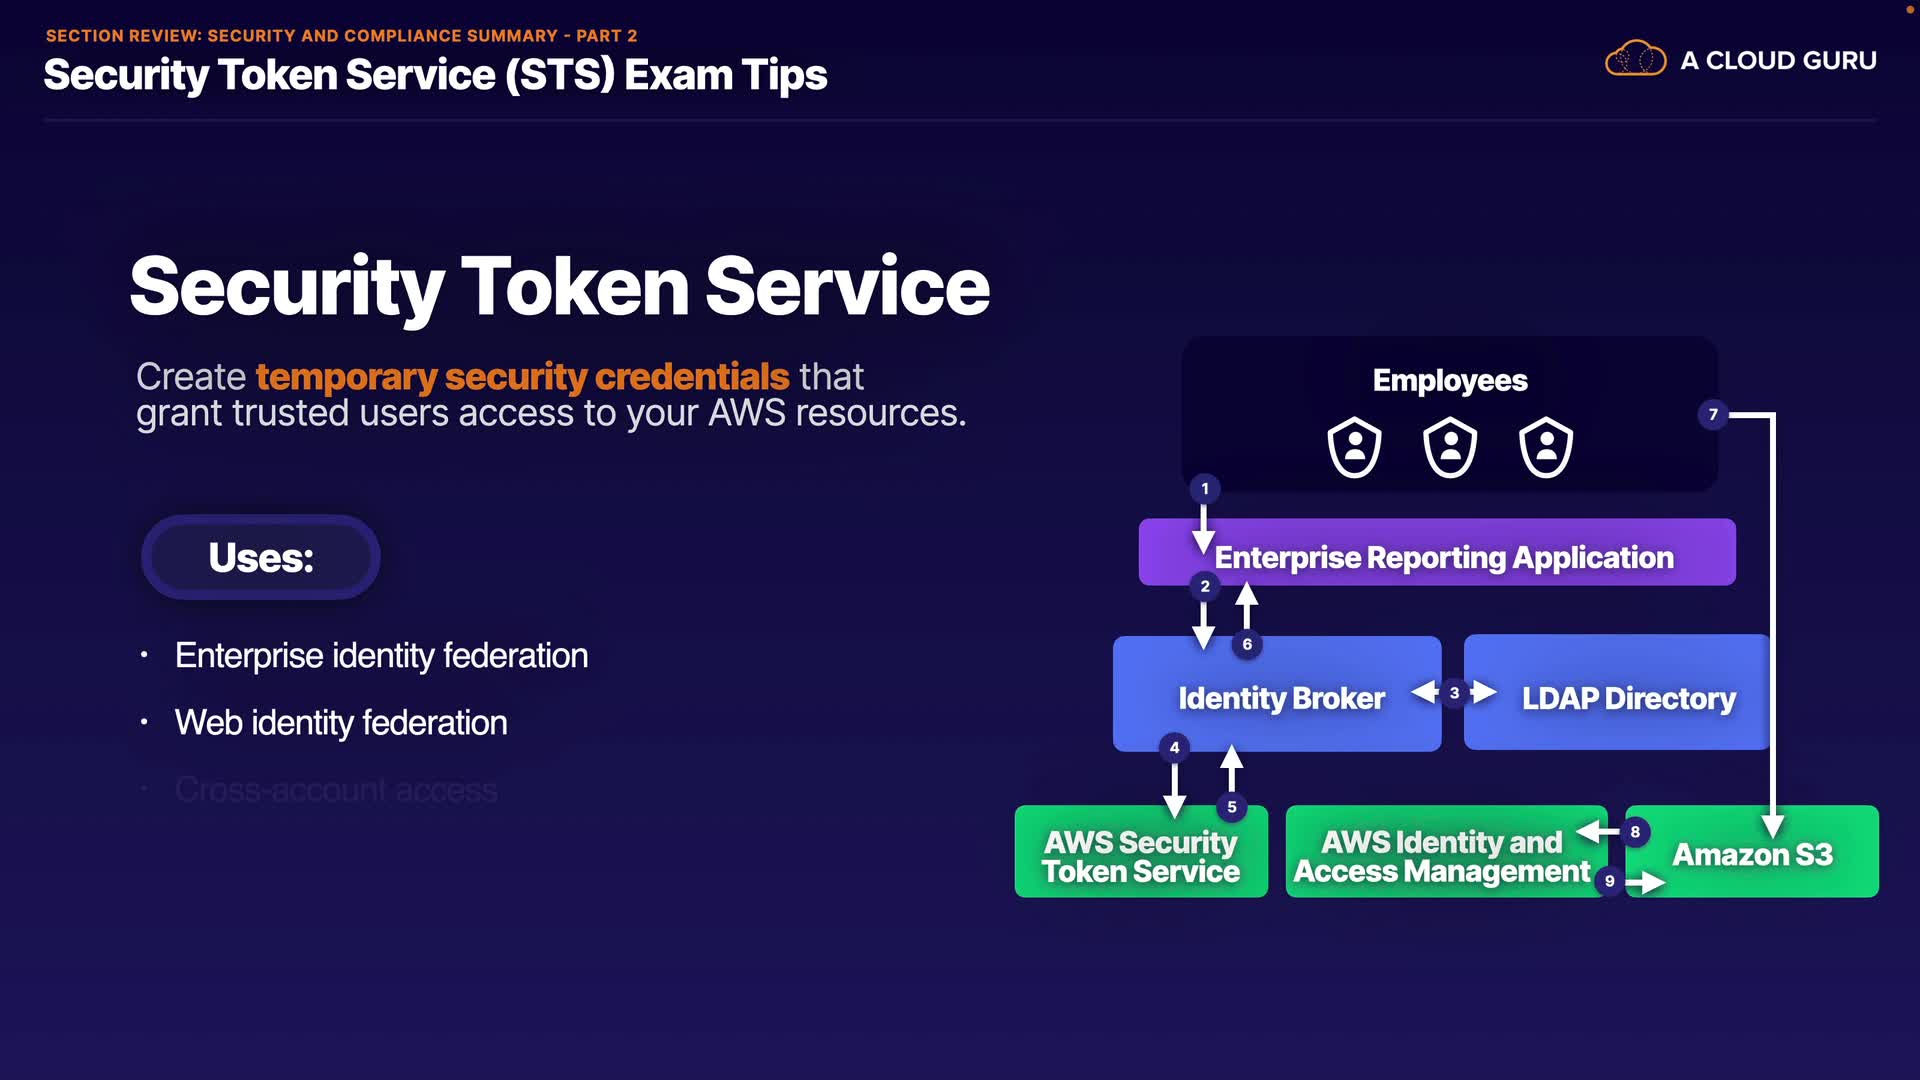 SECTION REVIEW: SECURITY AND COMPLIANCE SUMMARY - PART 2
Security Token Service (STS) Exam Tips
A CLOUD GURU
Security Token Service
Create temporary security credentials that
grant trusted users access to your AWS resources.
Uses:
· Enterprise identity federation
· Web identity federation
· Cross-account access
Employees
7
1
Enterprise Reporting Application
2
6
Identity Broker
3
LDAP Directory
4
5
AWS Security
Token Service
AWS Identity and
Access Management
8
9
Amazon S3